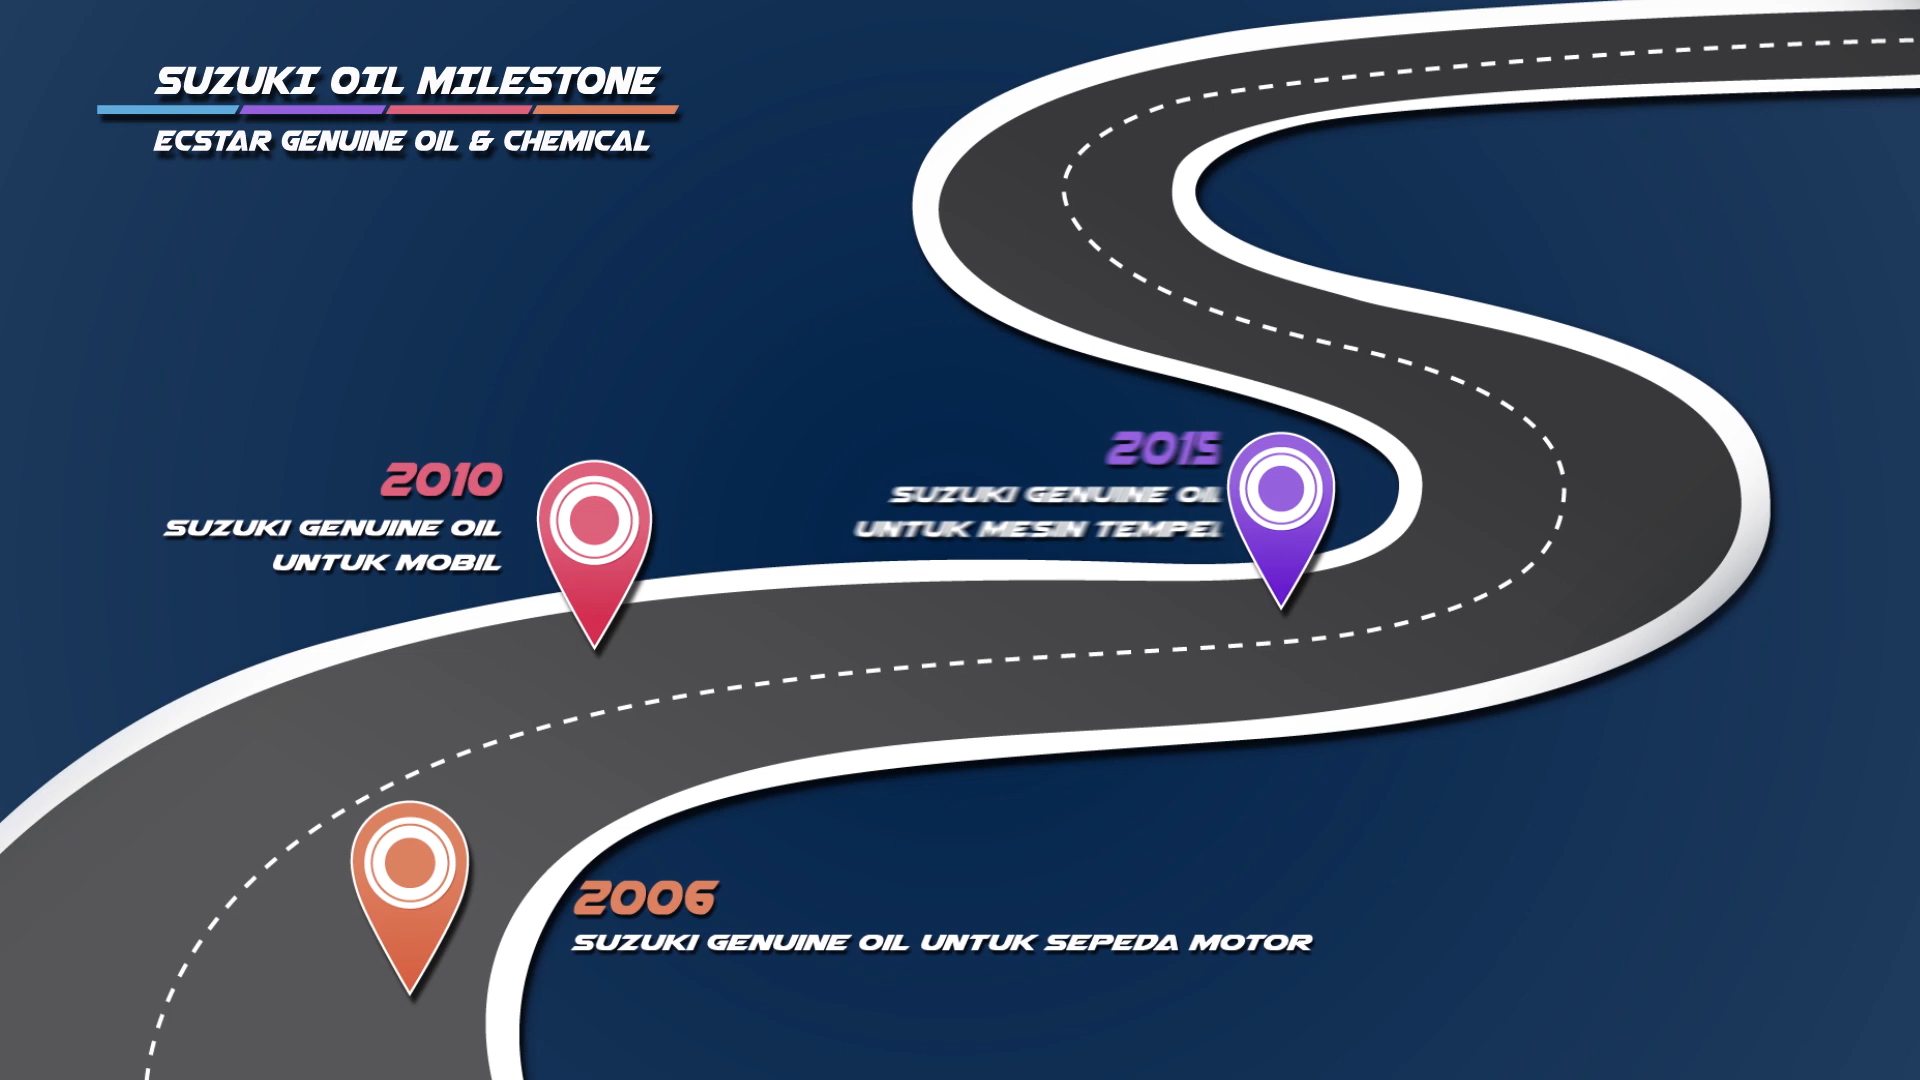 SUZUKI OIL MILESTONE
ECSTAR GENUINE OIL & CHEMICAL
2010
SUZUKI GENUINE OIL
UNTUK MOBIL
2015
SUZUKI GENUINE OIL
UNTUK MESIN TEMPEL
2006
SUZUKI GENUINE OIL UNTUK SEPEDA MOTOR